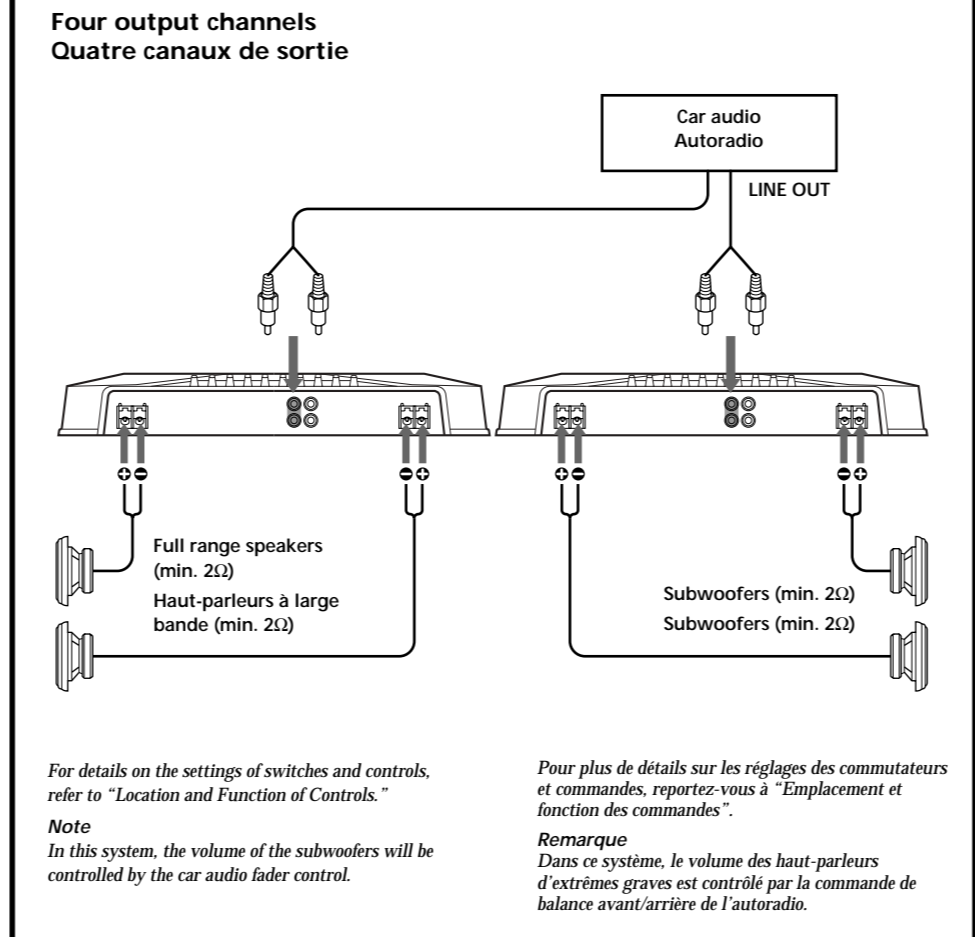 Four output channels
Quatre canaux de sortie
Car audio
Autoradio
LINE OUT
Full range speakers
(min. 2Ω)
Haut-parleurs à large
bande (min. 2Ω)
Subwoofers (min. 2Ω)
Subwoofers (min. 2Ω)
For details on the settings of switches and controls,
refer to “Location and Function of Controls.”
Note
In this system, the volume of the subwoofers will be
controlled by the car audio fader control.
Pour plus de détails sur les réglages des commutateurs
et commandes, reportez-vous à “Emplacement et
fonction des commandes”.
Remarque
Dans ce système, le volume des haut-parleurs
d’extrêmes graves est contrôlé par la commande de
balance avant/arrière de l’autoradio.